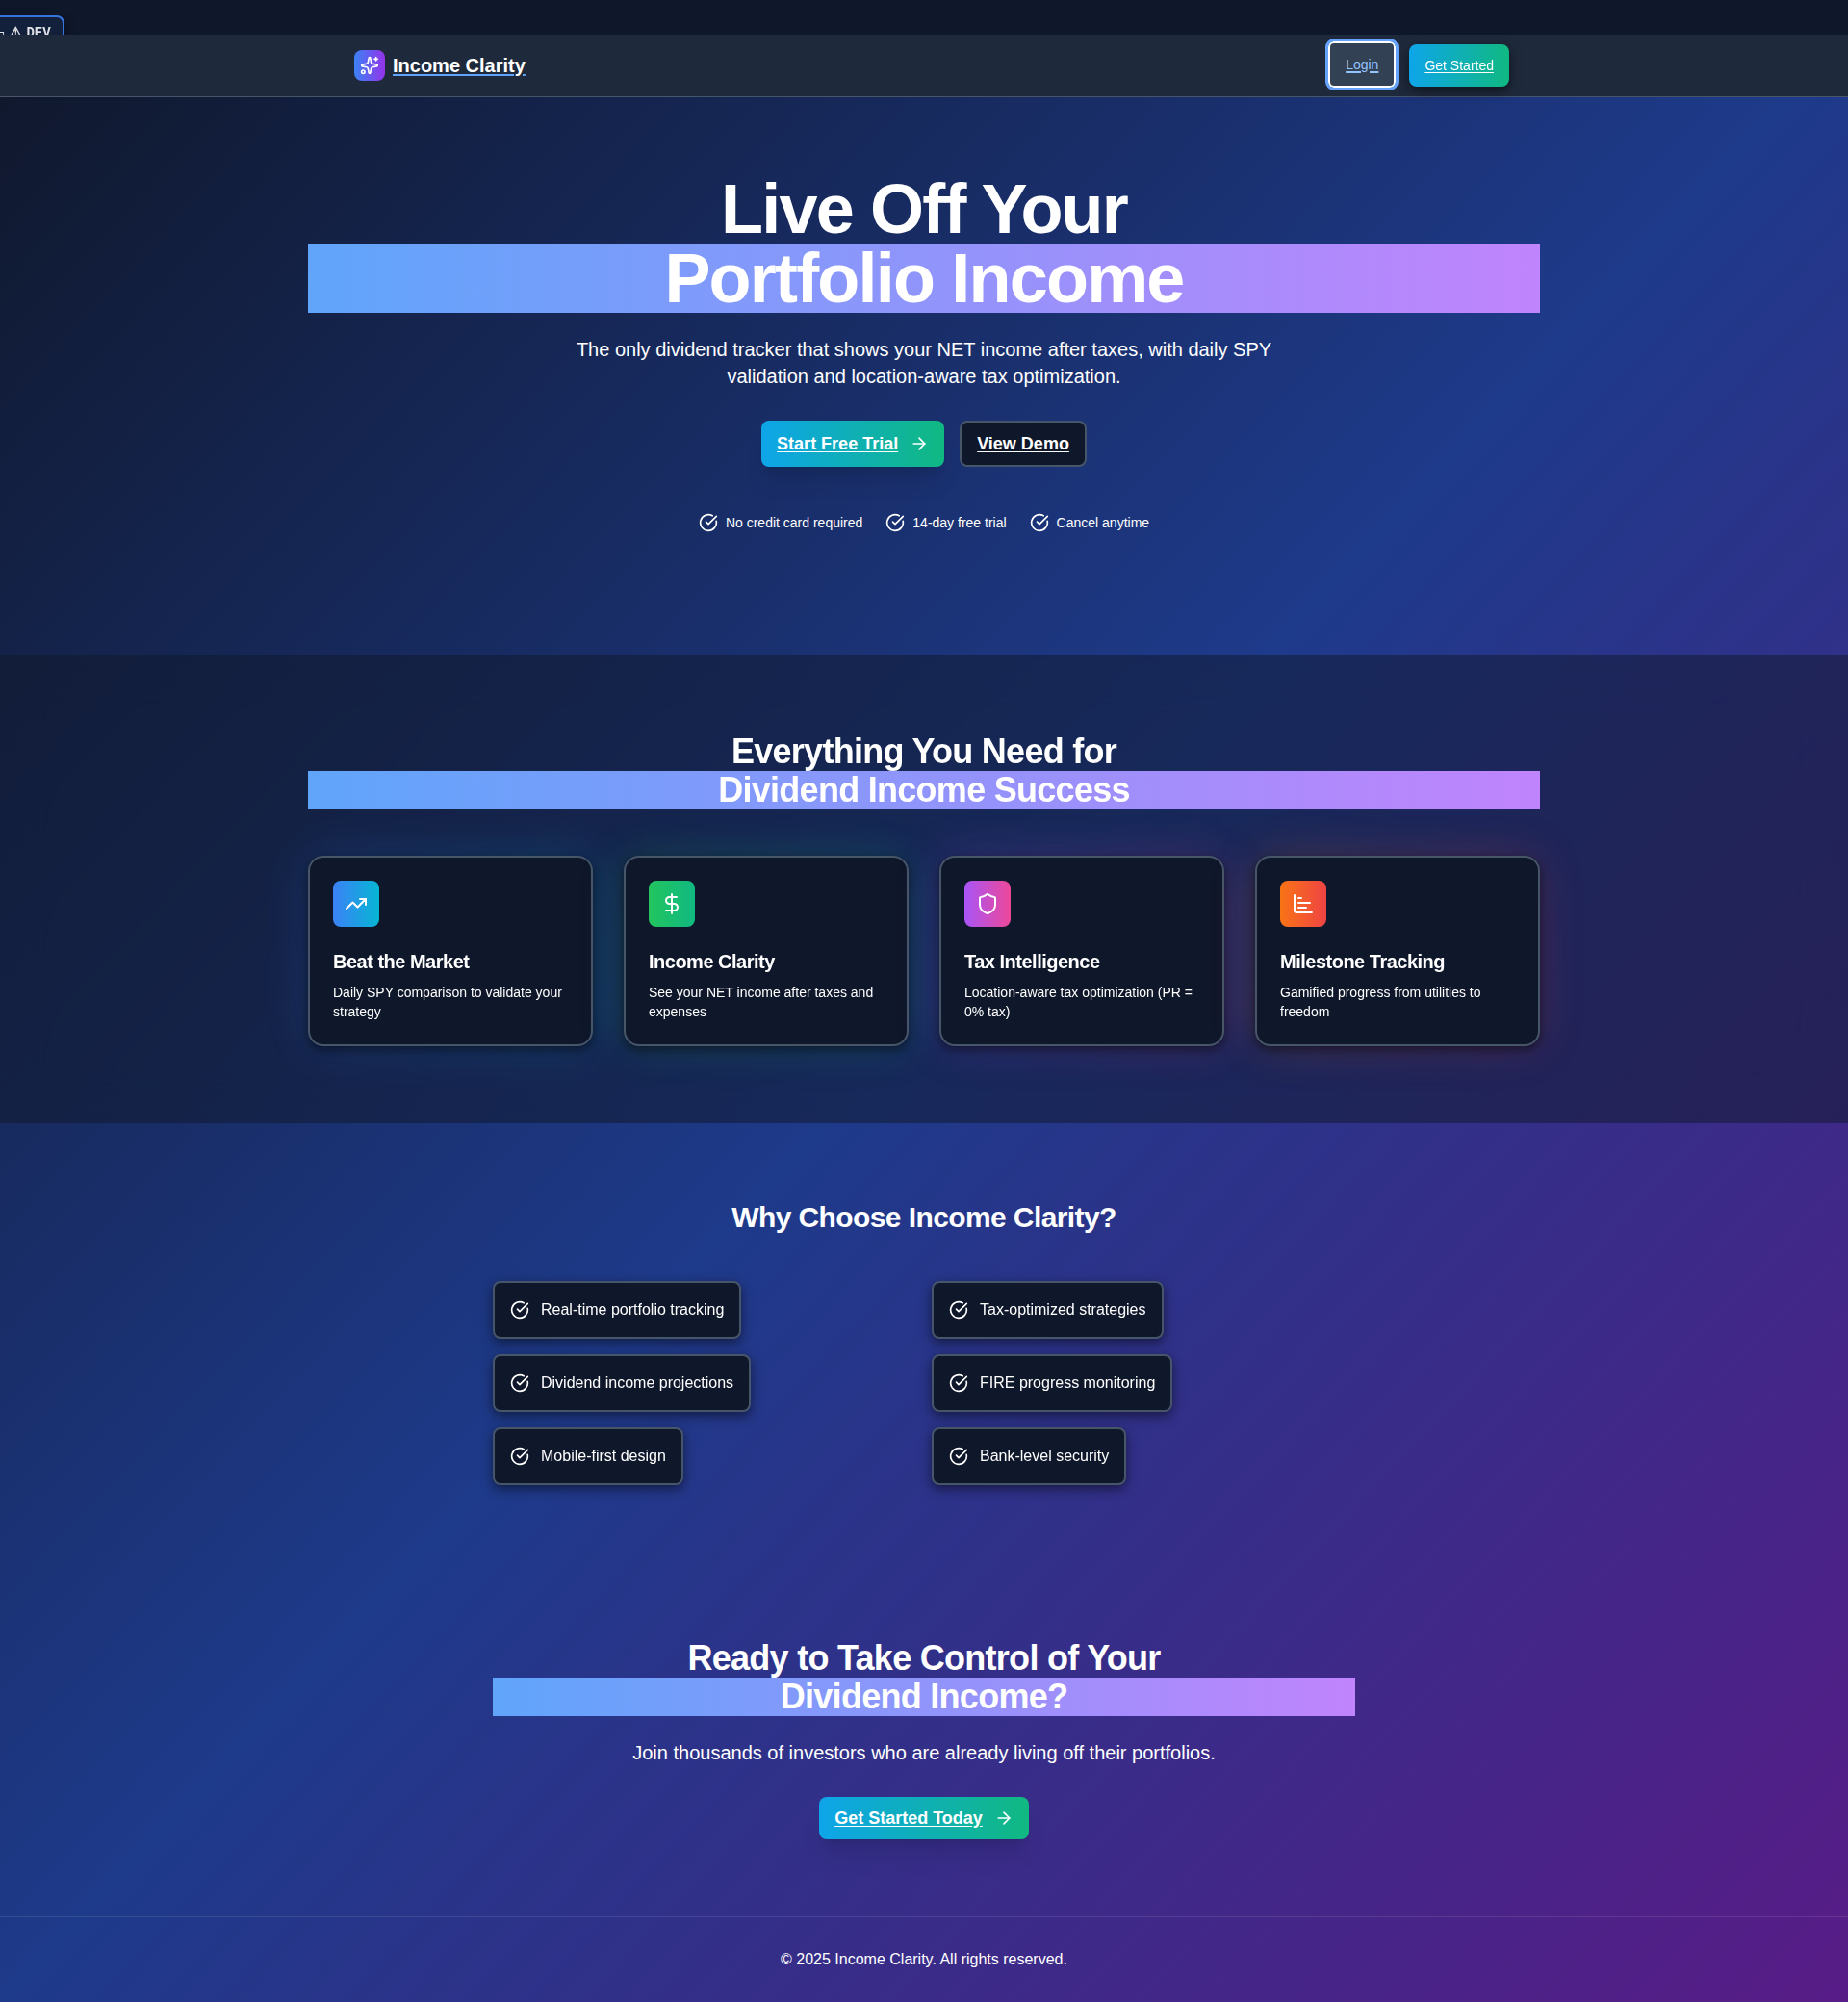 ⚠ DEV
Income Clarity
Login
Get Started
Live Off Your
Portfolio Income
The only dividend tracker that shows your NET income after taxes, with daily SPY
validation and location-aware tax optimization.
Start Free Trial
View Demo
No credit card required
14-day free trial
Cancel anytime
Everything You Need for
Dividend Income Success
Beat the Market
Daily SPY comparison to validate your
strategy
Income Clarity
See your NET income after taxes and
expenses
Tax Intelligence
Location-aware tax optimization (PR =
0% tax)
Milestone Tracking
Gamified progress from utilities to
freedom
Why Choose Income Clarity?
Real-time portfolio tracking
Tax-optimized strategies
Dividend income projections
FIRE progress monitoring
Mobile-first design
Bank-level security
Ready to Take Control of Your
Dividend Income?
Join thousands of investors who are already living off their portfolios.
Get Started Today
© 2025 Income Clarity. All rights reserved.